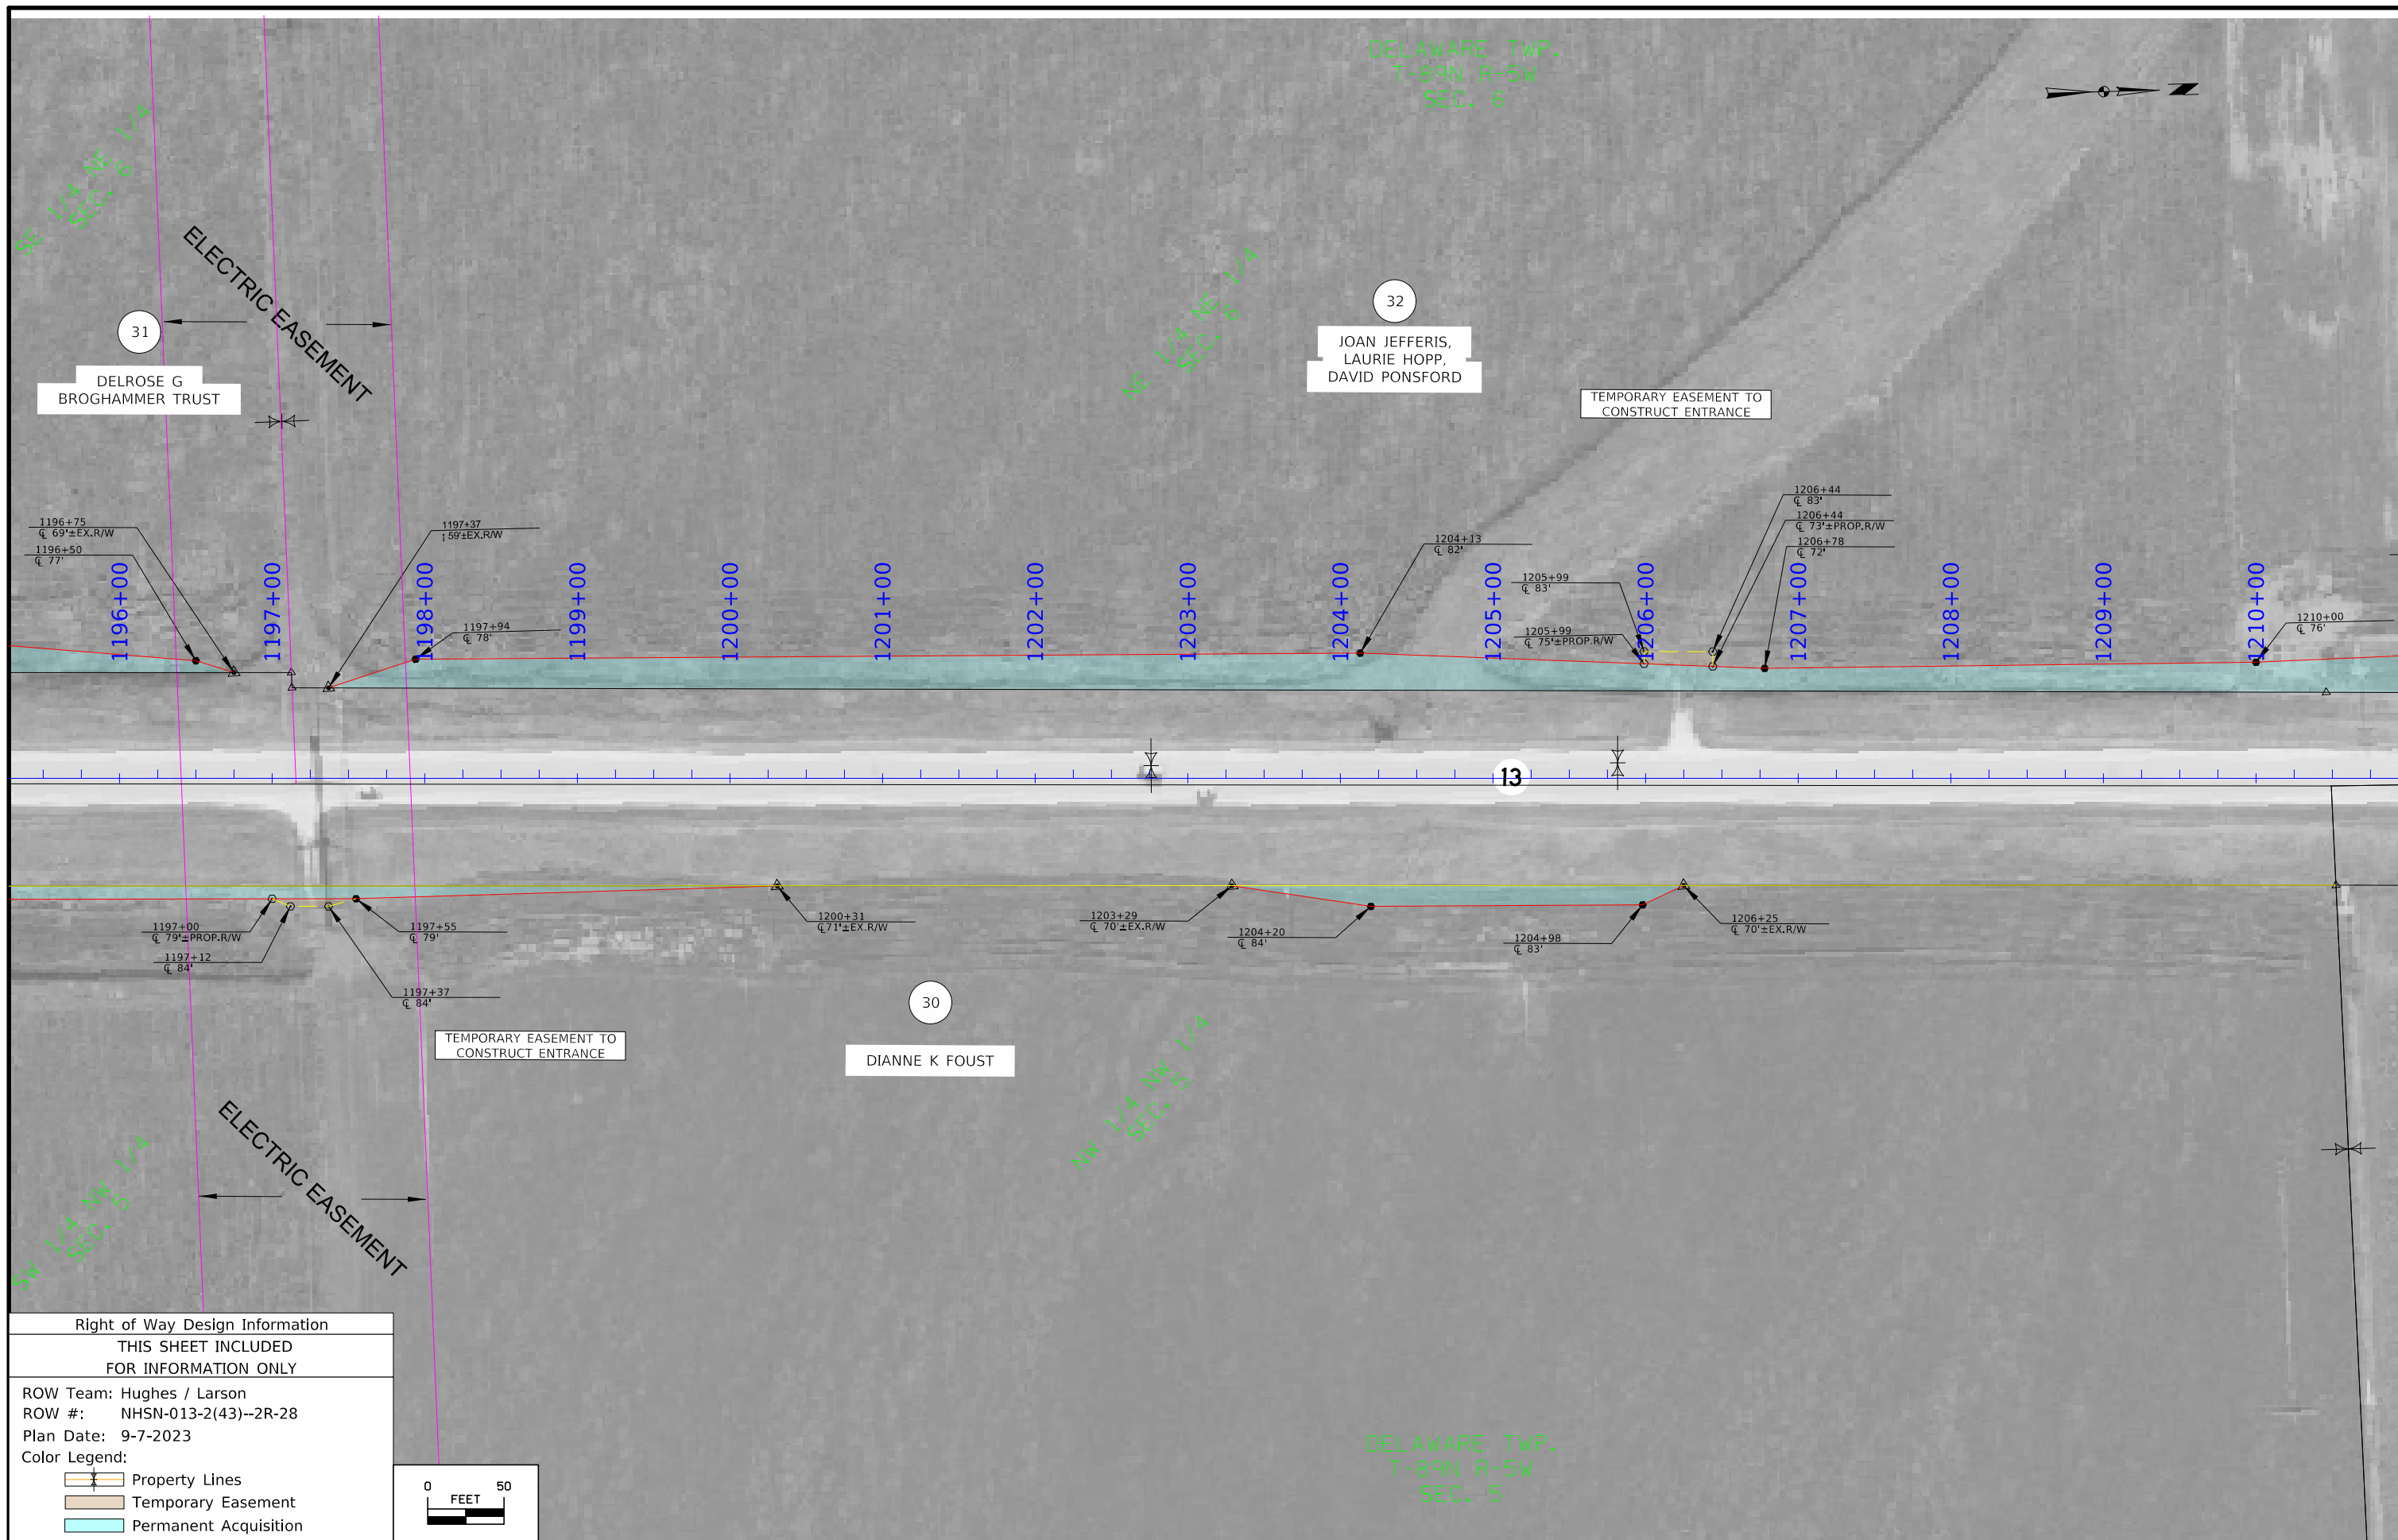 DELAWARE TWP.
T-89N R-5W
SEC. 6
SE 1/4 NE 1/4
SEC. 6
ELECTRIC EASEMENT
31
DELROSE G
BROGHAMMER TRUST
NE 1/4 NE 1/4
SEC. 6
32
JOAN JEFFERIS,
LAURIE HOPP,
DAVID PONSFORD
TEMPORARY EASEMENT TO
CONSTRUCT ENTRANCE
1196+75
℄ 69'±EX.R/W
1196+50
℄ 77'
1197+37
¡ 59'±EX.R/W
1197+94
℄ 78'
1204+13
℄ 82'
1205+99
℄ 83'
1205+99
℄ 75'±PROP.R/W
1206+44
℄ 83'
1206+44
℄ 73'±PROP.R/W
1206+78
℄ 72'
1210+00
℄ 76'
1196+00
1197+00
1198+00
1199+00
1200+00
1201+00
1202+00
1203+00
1204+00
1205+00
1206+00
1207+00
1208+00
1209+00
1210+00
13
1197+00
℄ 79'±PROP.R/W
1197+12
℄ 84'
1197+55
℄ 79'
1197+37
℄ 84'
1200+31
℄71'±EX.R/W
1203+29
℄ 70'±EX.R/W
1204+20
℄ 84'
1204+98
℄ 83'
1206+25
℄ 70'±EX.R/W
30
DIANNE K FOUST
TEMPORARY EASEMENT TO
CONSTRUCT ENTRANCE
NW 1/4 NW 1/4
SEC. 5
ELECTRIC EASEMENT
SW 1/4 NW 1/4
SEC. 5
DELAWARE TWP.
T-89N R-5W
SEC. 5
Right of Way Design Information
THIS SHEET INCLUDED
FOR INFORMATION ONLY
ROW Team: Hughes / Larson
ROW #: NHSN-013-2(43)--2R-28
Plan Date: 9-7-2023
Color Legend:
Property Lines
Temporary Easement
Permanent Acquisition
0 50
FEET